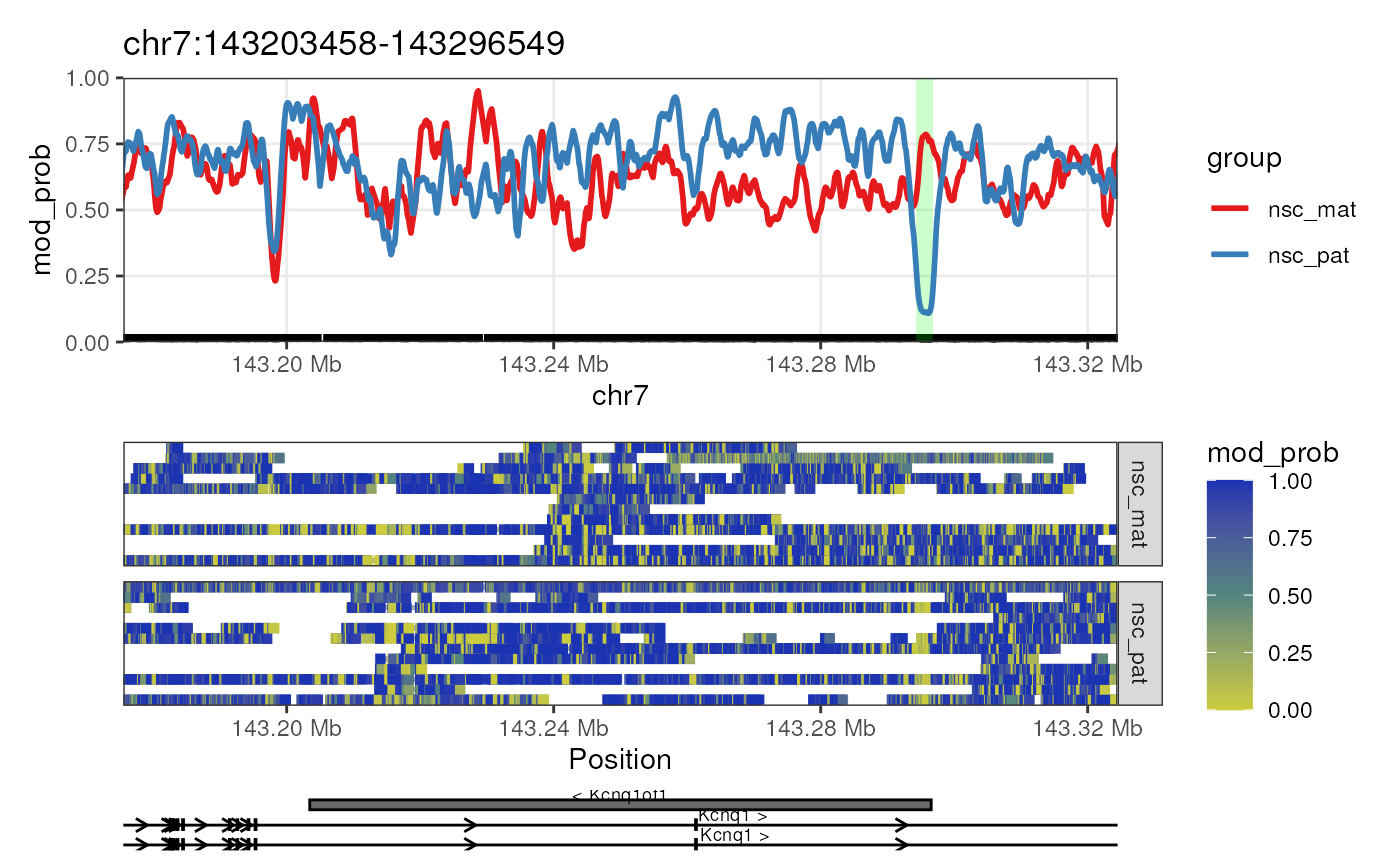 chr7:143203458-143296549
mod_prob
1.00
0.75
0.50
0.25
0.00
143.20 Mb 143.24 Mb 143.28 Mb 143.32 Mb
chr7
group
nsc_mat
nsc_pat
nsc_mat
nsc_pat
143.20 Mb 143.24 Mb 143.28 Mb 143.32 Mb
Position
mod_prob
1.00
0.75
0.50
0.25
0.00
< Kcnq1ot1
Kcnq1 >
Kcnq1 >